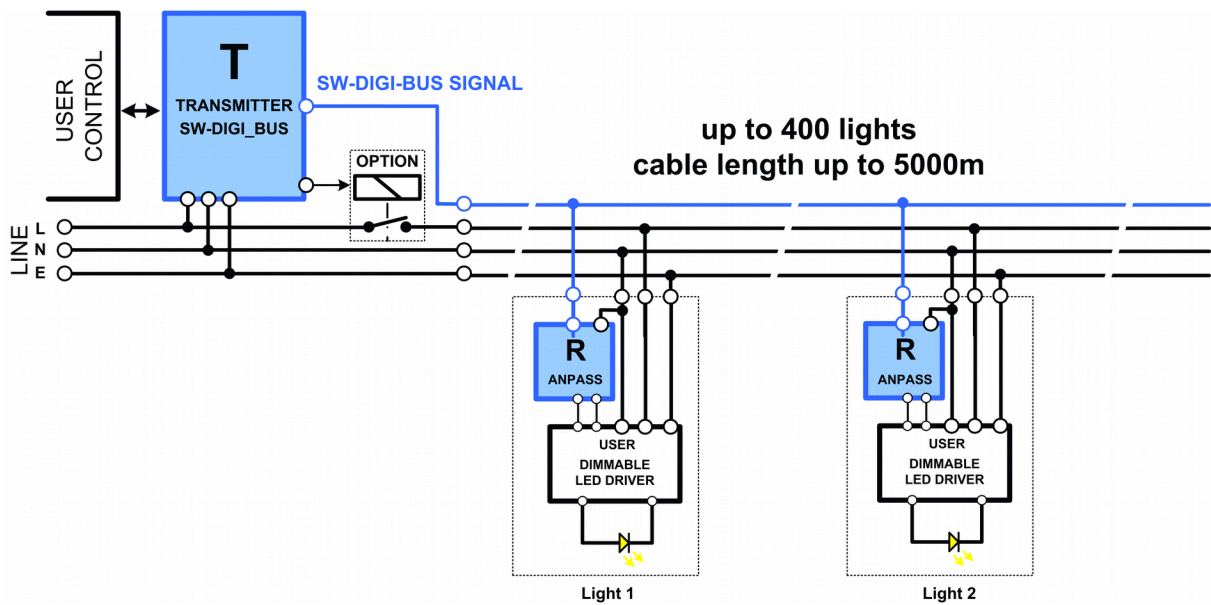 USER
CONTROL
T
TRANSMITTER
SW-DIGI_BUS
SW-DIGI-BUS SIGNAL
OPTION
up to 400 lights
cable length up to 5000m
LINE
L
N
E
R
ANPASS
USER
DIMMABLE
LED DRIVER
Light 1
R
ANPASS
USER
DIMMABLE
LED DRIVER
Light 2